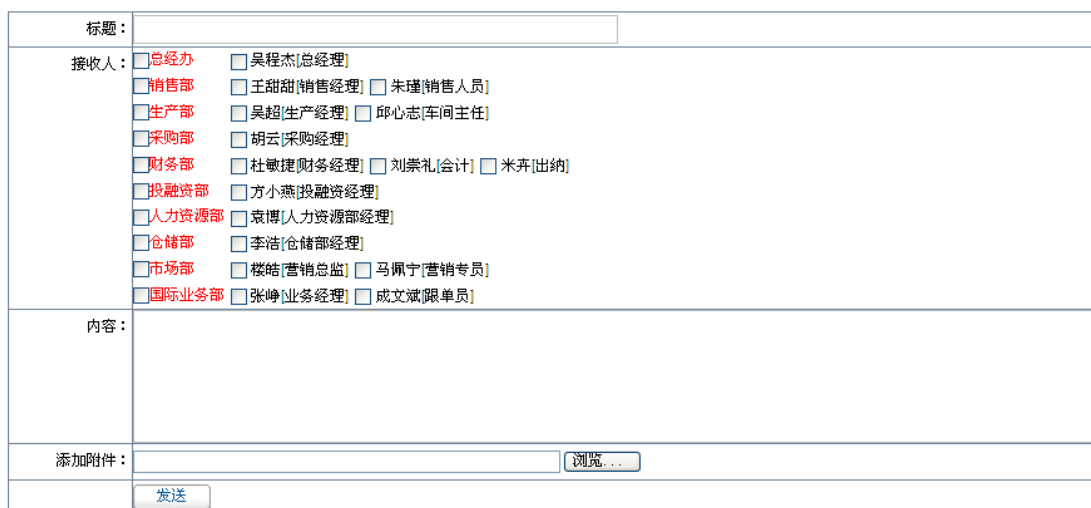 标题：
接收人： 总经办 吴程杰[总经理]
销售部 王甜甜[销售经理] 朱瑾[销售人员]
生产部 吴超[生产经理] 邱心志[车间主任]
采购部 胡云[采购经理]
财务部 杜敏捷[财务经理] 刘崇礼[会计] 米卉[出纳]
投融资部 方小燕[投融资经理]
人力资源部 袁博[人力资源部经理]
仓储部 李浩[仓储部经理]
市场部 楼皓[营销总监] 马佩宁[营销专员]
国际业务部 张峥[业务经理] 成文斌[跟单员]
内容：
添加附件： 浏览...
发送